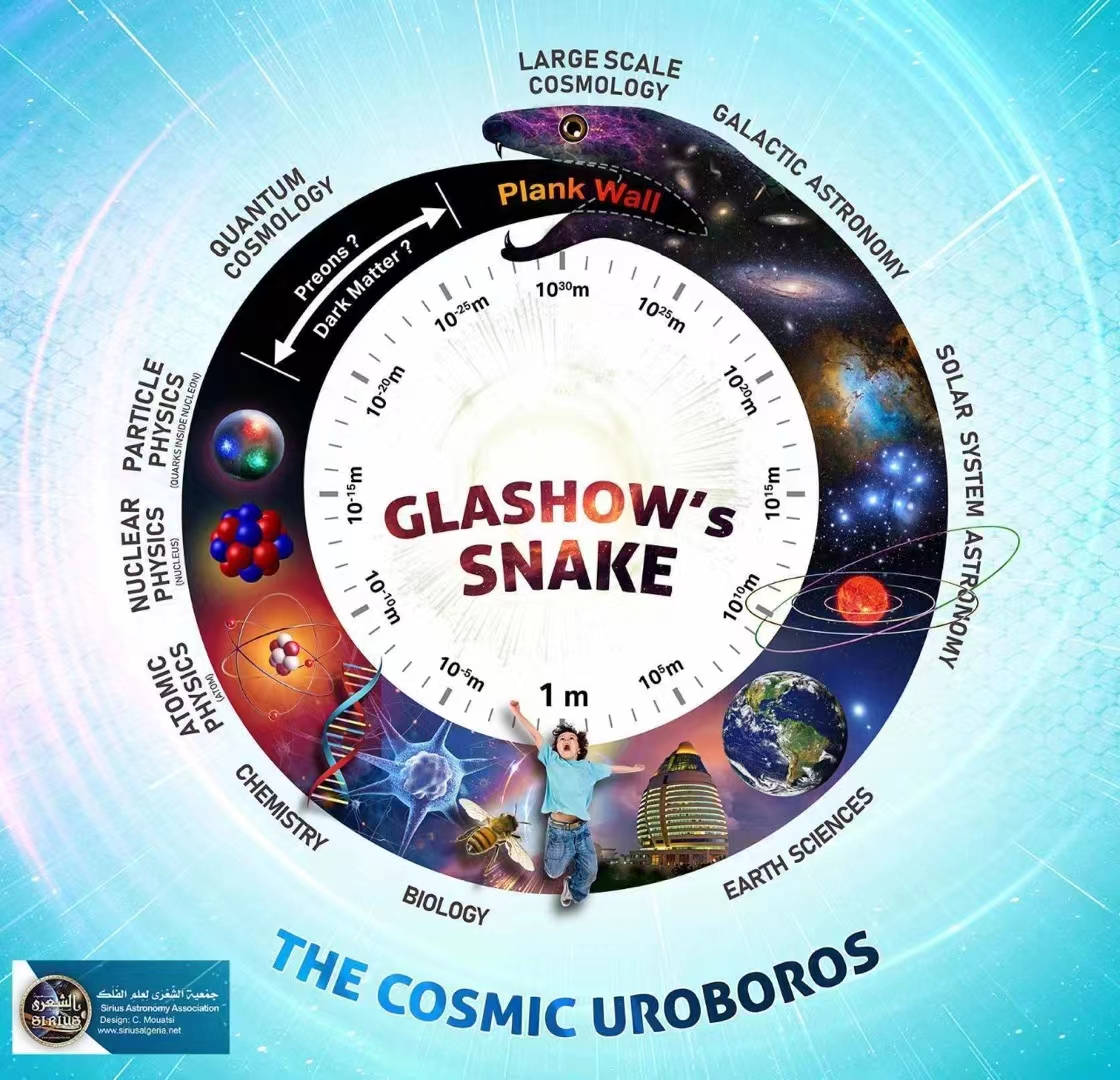 LARGE SCALE
COSMOLOGY
GALACTIC ASTRONOMY
SOLAR SYSTEM ASTRONOMY
EARTH SCIENCES
BIOLOGY
CHEMISTRY
ATOMIC
PHYSICS
(ATOM)
NUCLEAR
PHYSICS
(NUCLEUS)
PARTICLE
PHYSICS
(QUARKS INSIDE NUCLEON)
QUANTUM
COSMOLOGY
Preons ?
Dark Matter ?
Plank Wall
10³⁰m
10²⁵m
10²⁰m
10¹⁵m
10¹⁰m
10⁵m
1 m
10⁻⁵m
10⁻¹⁰m
10⁻¹⁵m
10⁻²⁰m
10⁻²⁵m
GLASHOW's
SNAKE
THE COSMIC UROBOROS
الشعرى
SIRIUS
جمعية الشعرى لعلم الفلك
Sirius Astronomy Association
Design: C. Mouatsi
www.siriusalgeria.net